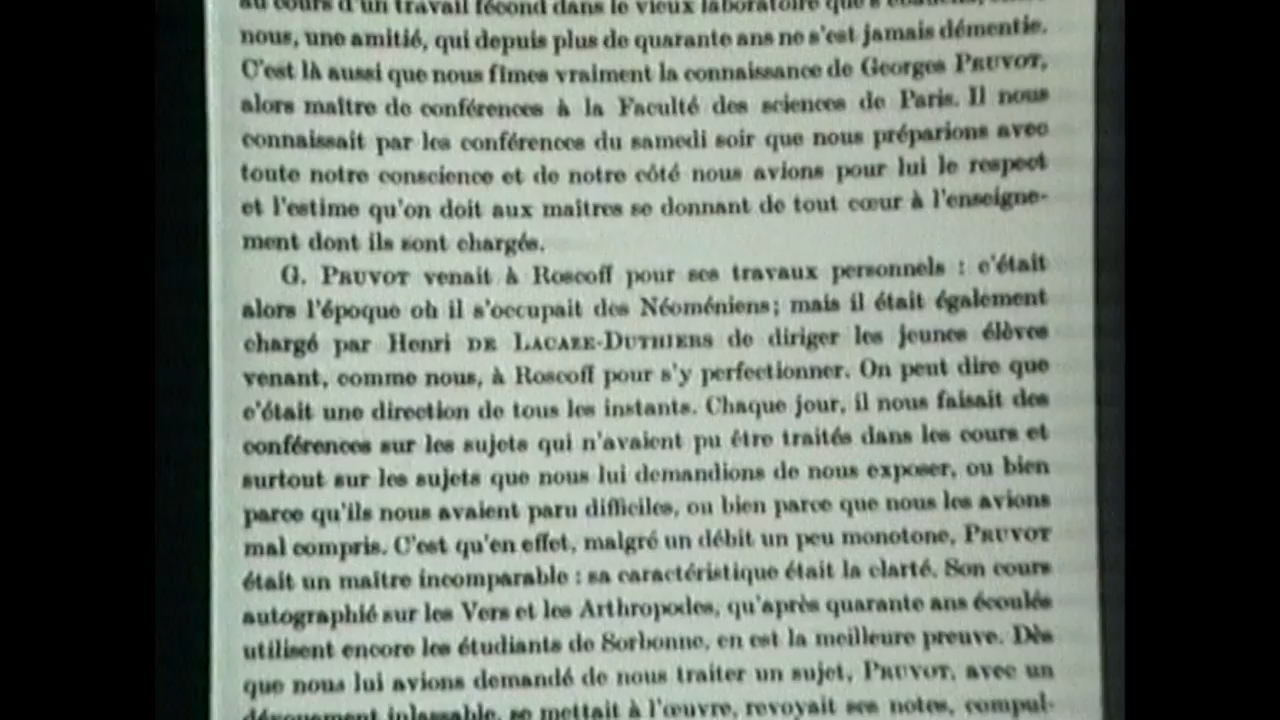 au cours d'un travail fécond dans le vieux laboratoire que s'ébaucha,
nous, une amitié, qui depuis plus de quarante ans ne s'est jamais démentie.
C'est là aussi que nous fîmes vraiment la connaissance de Georges PRUVOT,
alors maître de conférences à la Faculté des sciences de Paris. Il nous
connaissait par les conférences du samedi soir que nous préparions avec
toute notre conscience et de notre côté nous avions pour lui le respect
et l'estime qu'on doit aux maîtres se donnant de tout cœur à l'enseigne-
ment dont ils sont chargés.
G. PRUVOT venait à Roscoff pour ses travaux personnels : c'était
alors l'époque où il s'occupait des Néoméniens; mais il était également
chargé par Henri DE LACAZE-DUTHIERS de diriger les jeunes élèves
venant, comme nous, à Roscoff pour s'y perfectionner. On peut dire que
c'était une direction de tous les instants. Chaque jour, il nous faisait des
conférences sur les sujets qui n'avaient pu être traités dans les cours et
surtout sur les sujets que nous lui demandions de nous exposer, ou bien
parce qu'ils nous avaient paru difficiles, ou bien parce que nous les avions
mal compris. C'est qu'en effet, malgré un débit un peu monotone, PRUVOT
était un maître incomparable : sa caractéristique était la clarté. Son cours
autographié sur les Vers et les Arthropodes, qu'après quarante ans écoulés
utilisent encore les étudiants de Sorbonne, en est la meilleure preuve. Dès
que nous lui avions demandé de nous traiter un sujet, PRUVOT, avec un
dévouement inlassable, se mettait à l'œuvre, revoyait ses notes, compul-